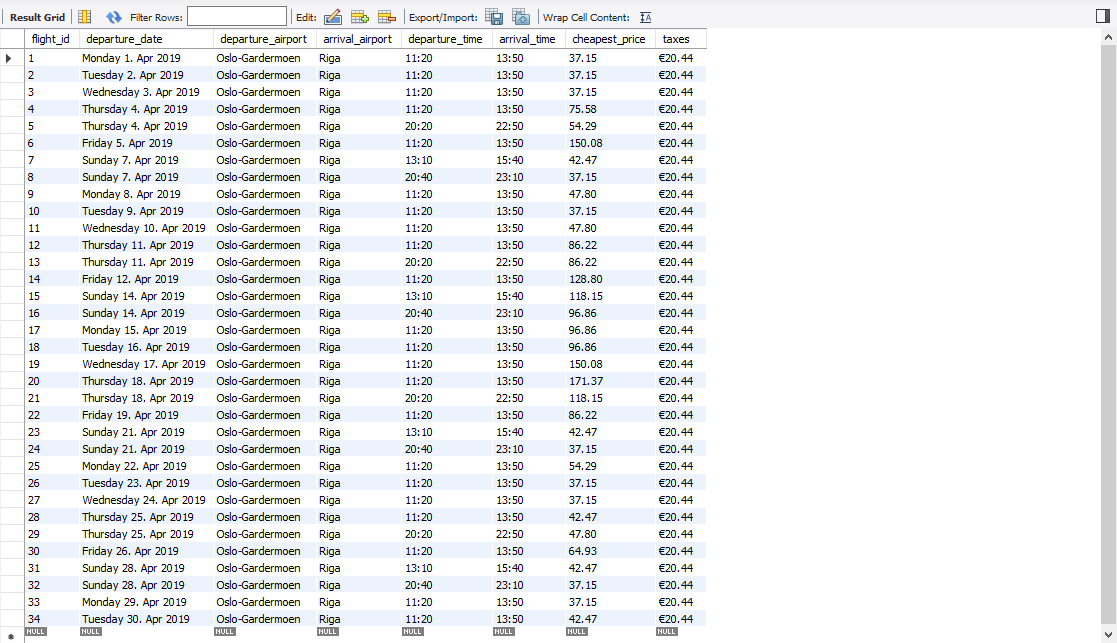 Result Grid Filter Rows: Edit: Export/Import: Wrap Cell Content: IA
flight_id departure_date departure_airport arrival_airport departure_time arrival_time cheapest_price taxes
1 Monday 1. Apr 2019 Oslo-Gardermoen Riga 11:20 13:50 37.15 €20.44
2 Tuesday 2. Apr 2019 Oslo-Gardermoen Riga 11:20 13:50 37.15 €20.44
3 Wednesday 3. Apr 2019 Oslo-Gardermoen Riga 11:20 13:50 37.15 €20.44
4 Thursday 4. Apr 2019 Oslo-Gardermoen Riga 11:20 13:50 75.58 €20.44
5 Thursday 4. Apr 2019 Oslo-Gardermoen Riga 20:20 22:50 54.29 €20.44
6 Friday 5. Apr 2019 Oslo-Gardermoen Riga 11:20 13:50 150.08 €20.44
7 Sunday 7. Apr 2019 Oslo-Gardermoen Riga 13:10 15:40 42.47 €20.44
8 Sunday 7. Apr 2019 Oslo-Gardermoen Riga 20:40 23:10 37.15 €20.44
9 Monday 8. Apr 2019 Oslo-Gardermoen Riga 11:20 13:50 47.80 €20.44
10 Tuesday 9. Apr 2019 Oslo-Gardermoen Riga 11:20 13:50 37.15 €20.44
11 Wednesday 10. Apr 2019 Oslo-Gardermoen Riga 11:20 13:50 47.80 €20.44
12 Thursday 11. Apr 2019 Oslo-Gardermoen Riga 11:20 13:50 86.22 €20.44
13 Thursday 11. Apr 2019 Oslo-Gardermoen Riga 20:20 22:50 86.22 €20.44
14 Friday 12. Apr 2019 Oslo-Gardermoen Riga 11:20 13:50 128.80 €20.44
15 Sunday 14. Apr 2019 Oslo-Gardermoen Riga 13:10 15:40 118.15 €20.44
16 Sunday 14. Apr 2019 Oslo-Gardermoen Riga 20:40 23:10 96.86 €20.44
17 Monday 15. Apr 2019 Oslo-Gardermoen Riga 11:20 13:50 96.86 €20.44
18 Tuesday 16. Apr 2019 Oslo-Gardermoen Riga 11:20 13:50 96.86 €20.44
19 Wednesday 17. Apr 2019 Oslo-Gardermoen Riga 11:20 13:50 150.08 €20.44
20 Thursday 18. Apr 2019 Oslo-Gardermoen Riga 11:20 13:50 171.37 €20.44
21 Thursday 18. Apr 2019 Oslo-Gardermoen Riga 20:20 22:50 118.15 €20.44
22 Friday 19. Apr 2019 Oslo-Gardermoen Riga 11:20 13:50 86.22 €20.44
23 Sunday 21. Apr 2019 Oslo-Gardermoen Riga 13:10 15:40 42.47 €20.44
24 Sunday 21. Apr 2019 Oslo-Gardermoen Riga 20:40 23:10 37.15 €20.44
25 Monday 22. Apr 2019 Oslo-Gardermoen Riga 11:20 13:50 54.29 €20.44
26 Tuesday 23. Apr 2019 Oslo-Gardermoen Riga 11:20 13:50 37.15 €20.44
27 Wednesday 24. Apr 2019 Oslo-Gardermoen Riga 11:20 13:50 37.15 €20.44
28 Thursday 25. Apr 2019 Oslo-Gardermoen Riga 11:20 13:50 42.47 €20.44
29 Thursday 25. Apr 2019 Oslo-Gardermoen Riga 20:20 22:50 47.80 €20.44
30 Friday 26. Apr 2019 Oslo-Gardermoen Riga 11:20 13:50 64.93 €20.44
31 Sunday 28. Apr 2019 Oslo-Gardermoen Riga 13:10 15:40 42.47 €20.44
32 Sunday 28. Apr 2019 Oslo-Gardermoen Riga 20:40 23:10 37.15 €20.44
33 Monday 29. Apr 2019 Oslo-Gardermoen Riga 11:20 13:50 37.15 €20.44
34 Tuesday 30. Apr 2019 Oslo-Gardermoen Riga 11:20 13:50 42.47 €20.44
NULL NULL NULL NULL NULL NULL NULL NULL